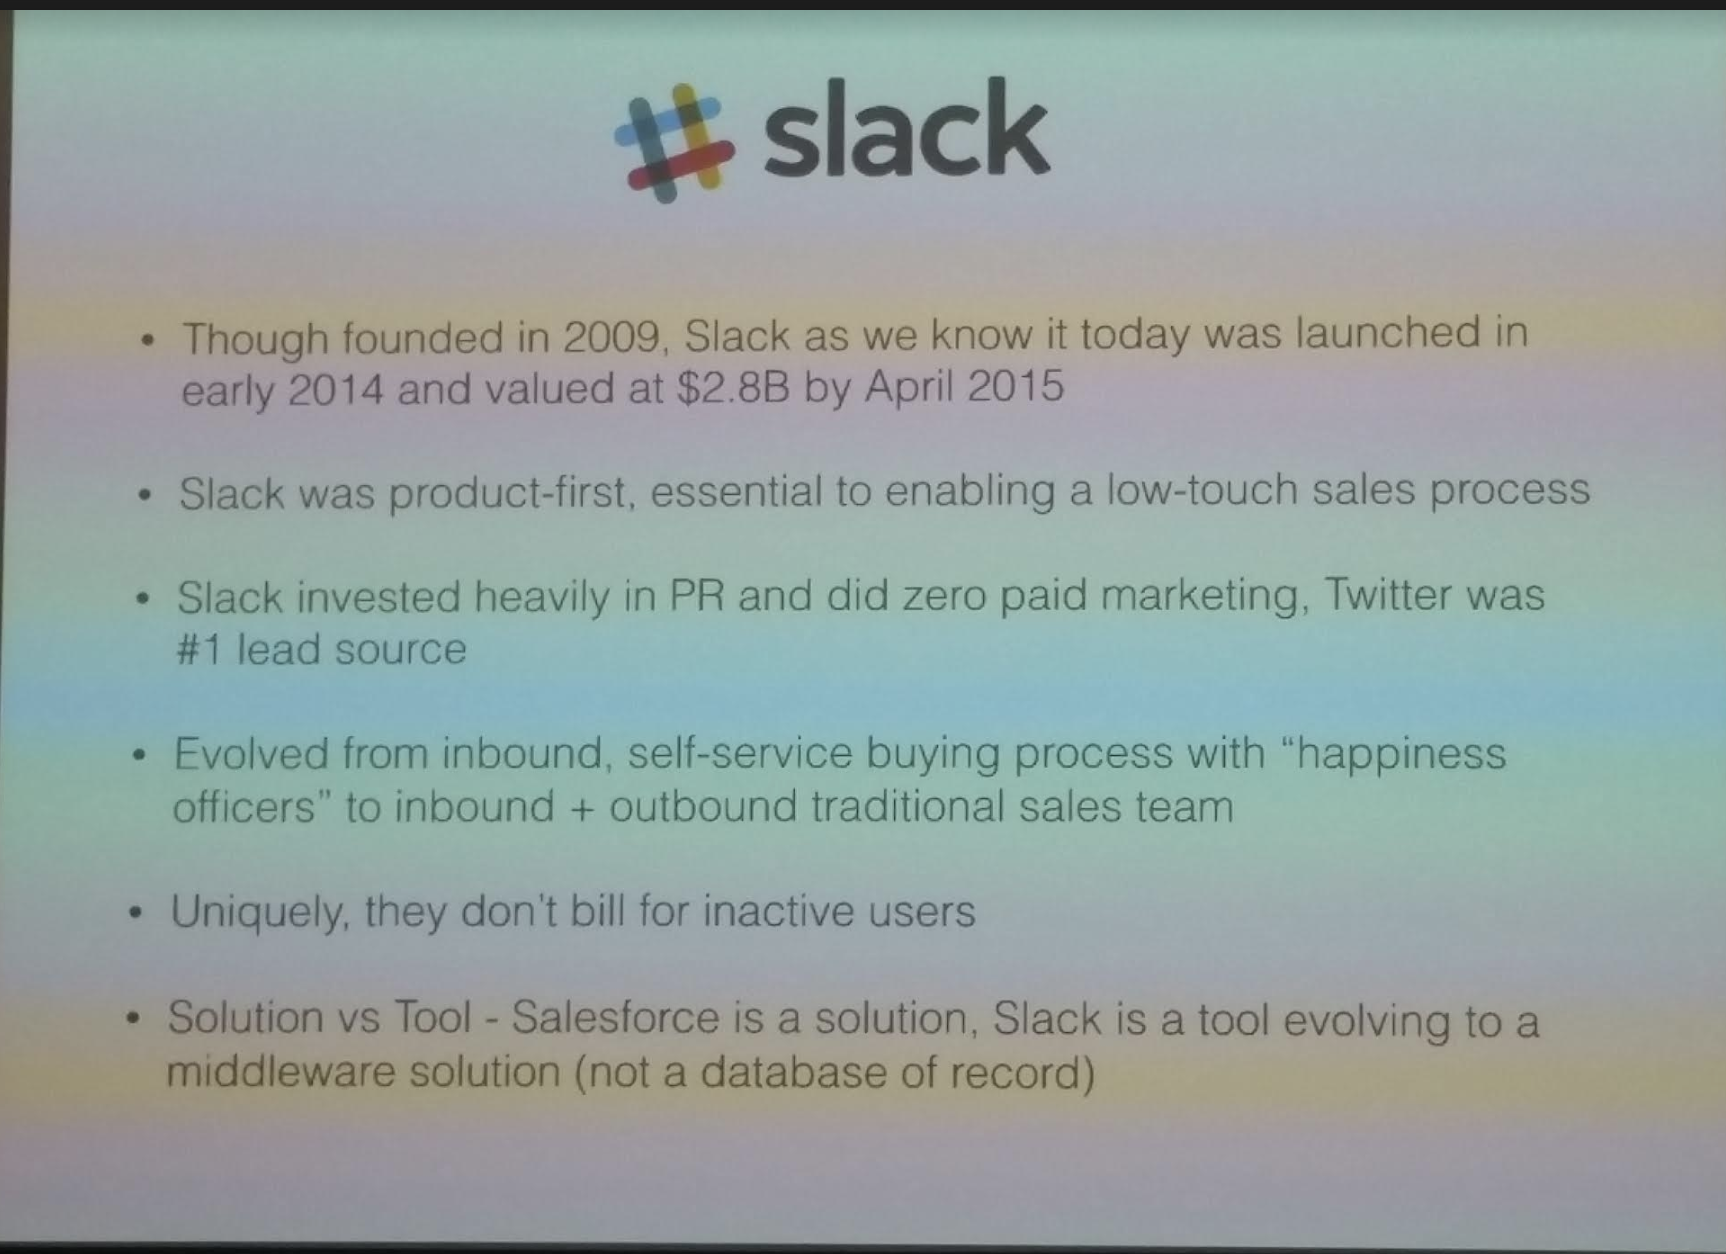 slack
• Though founded in 2009, Slack as we know it today was launched in
early 2014 and valued at $2.8B by April 2015
• Slack was product-first, essential to enabling a low-touch sales process
• Slack invested heavily in PR and did zero paid marketing, Twitter was
#1 lead source
• Evolved from inbound, self-service buying process with “happiness
officers” to inbound + outbound traditional sales team
• Uniquely, they don't bill for inactive users
• Solution vs Tool - Salesforce is a solution, Slack is a tool evolving to a
middleware solution (not a database of record)